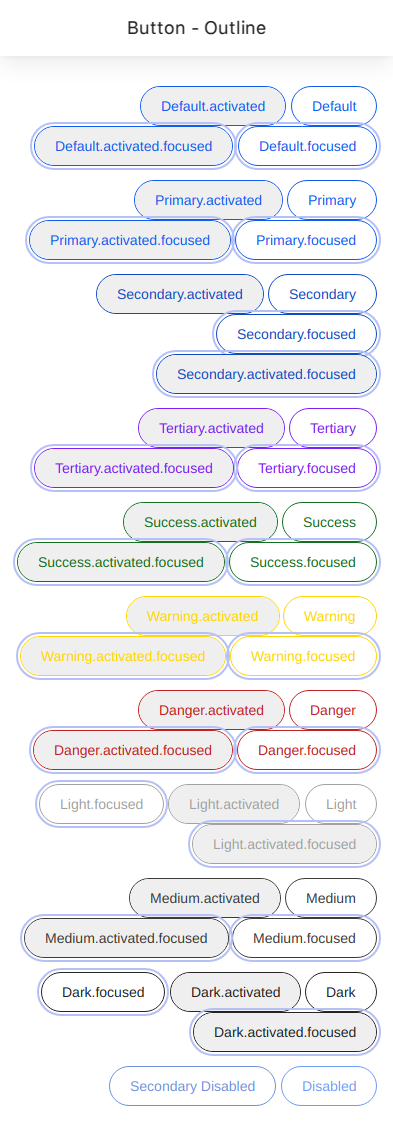 Button - Outline
Default.activated Default
Default.activated.focused Default.focused
Primary.activated Primary
Primary.activated.focused Primary.focused
Secondary.activated Secondary
Secondary.focused
Secondary.activated.focused
Tertiary.activated Tertiary
Tertiary.activated.focused Tertiary.focused
Success.activated Success
Success.activated.focused Success.focused
Warning.activated Warning
Warning.activated.focused Warning.focused
Danger.activated Danger
Danger.activated.focused Danger.focused
Light.focused Light.activated Light
Light.activated.focused
Medium.activated Medium
Medium.activated.focused Medium.focused
Dark.focused Dark.activated Dark
Dark.activated.focused
Secondary Disabled Disabled